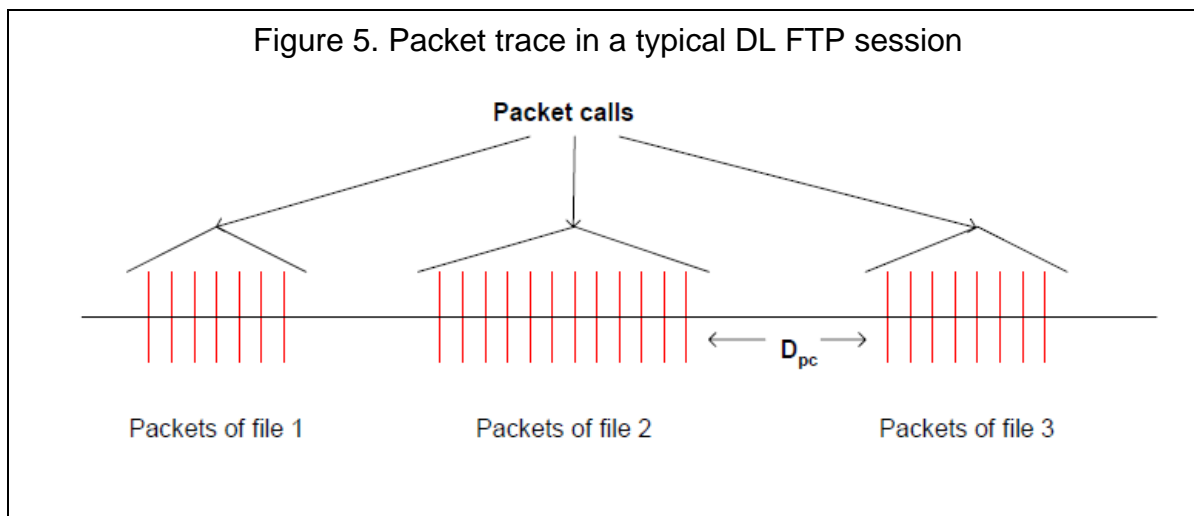 Figure 5. Packet trace in a typical DL FTP session
Packet calls
Dpc
Packets of file 1
Packets of file 2
Packets of file 3